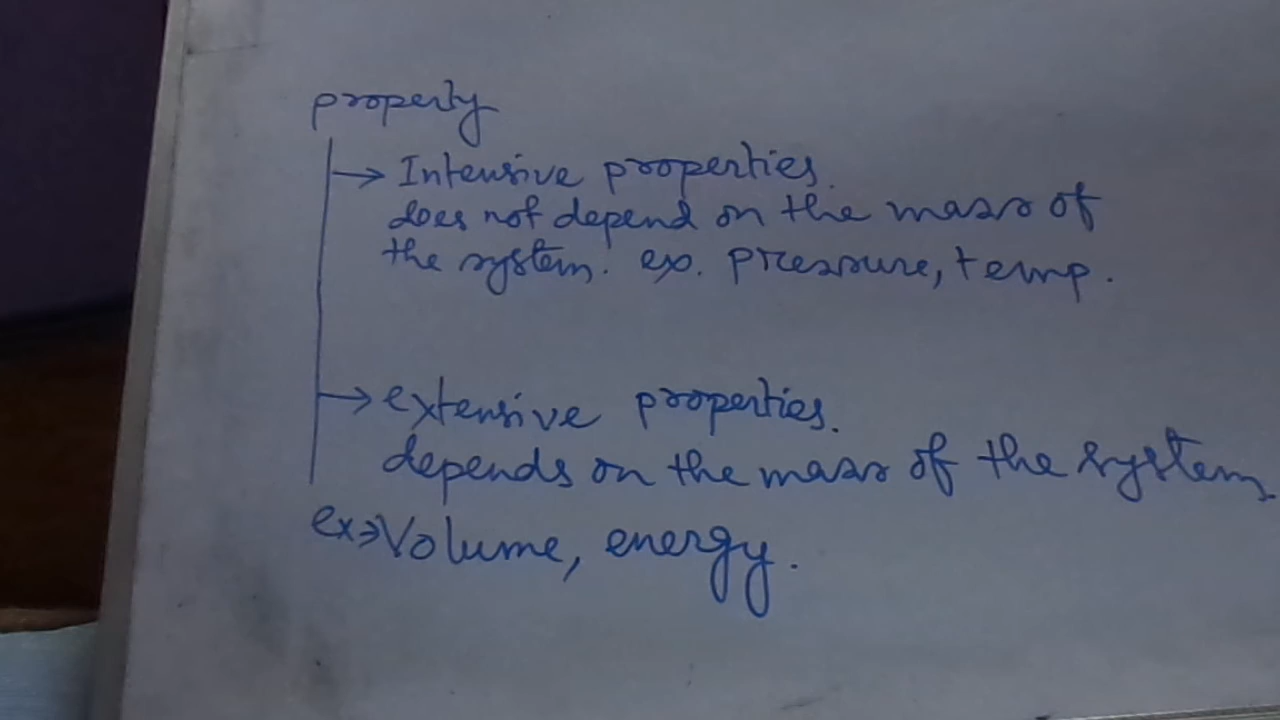 property
→ Intensive properties.
does not depend on the mass of
the system. ex. pressure, temp.
→ extensive properties.
depends on the mass of the system.
ex⇒ Volume, energy.